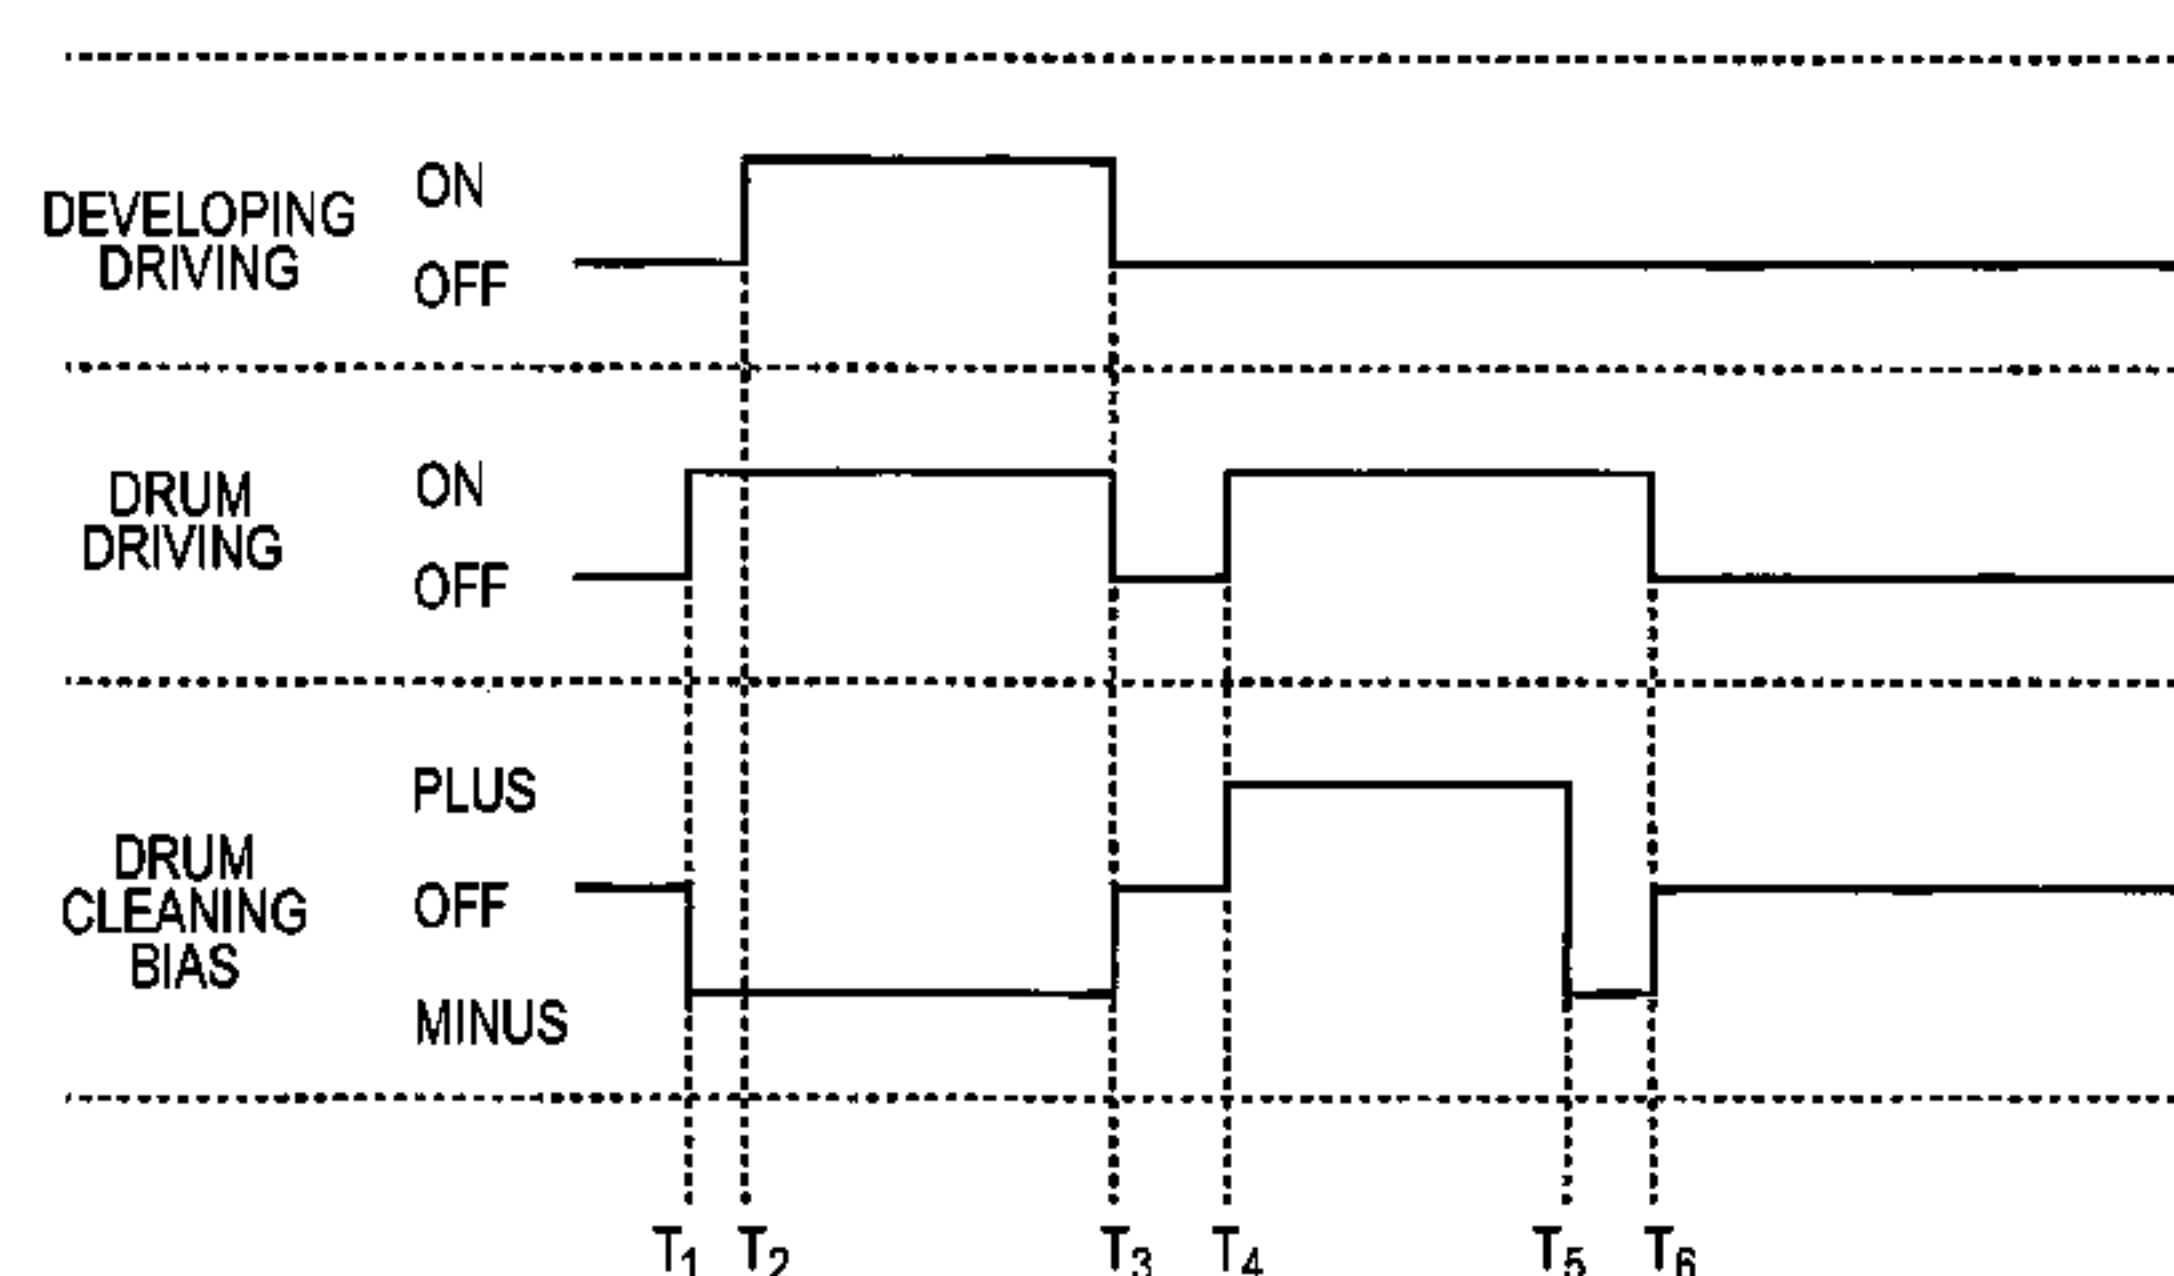 DEVELOPING
DRIVING
ON
OFF
DRUM
DRIVING
ON
OFF
DRUM
CLEANING
BIAS
PLUS
OFF
MINUS
T1 T2 T3 T4 T5 T6